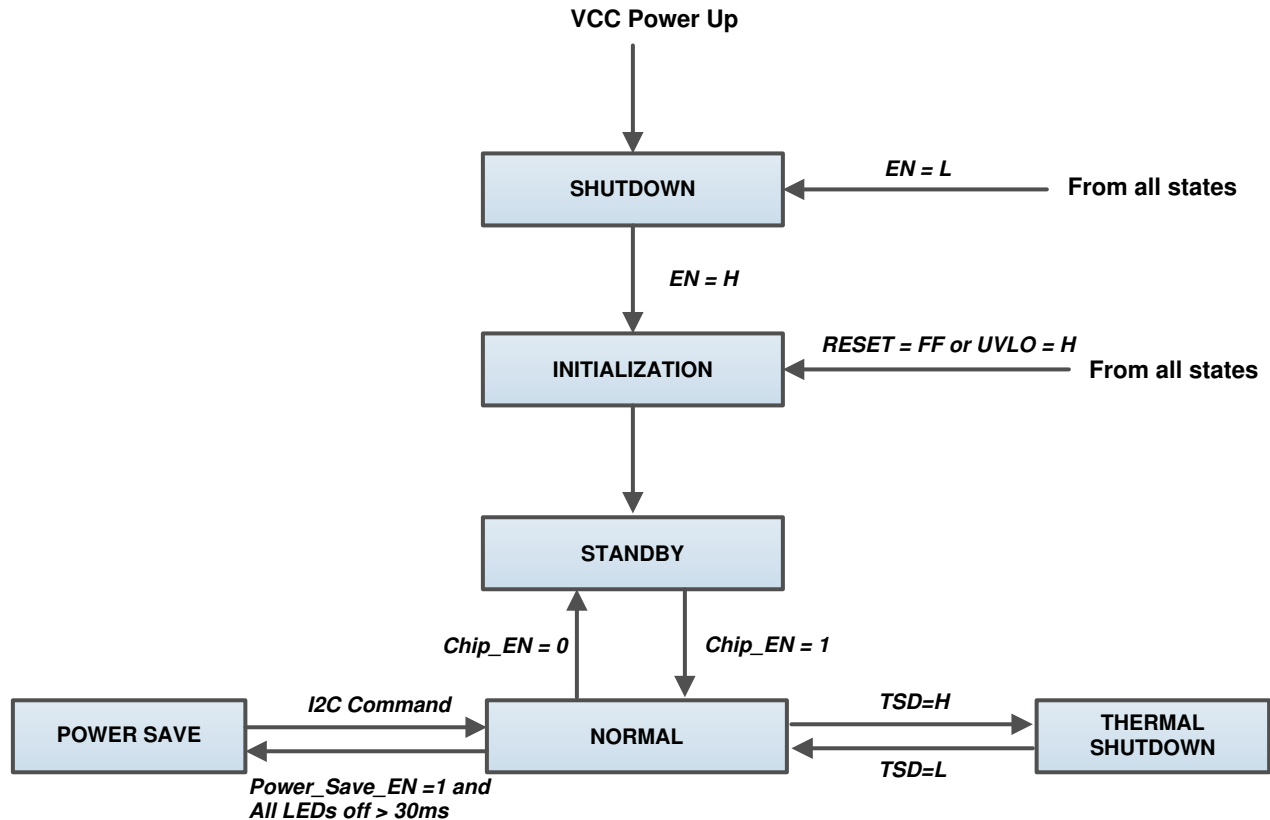 VCC Power Up
SHUTDOWN
EN = L
From all states
EN = H
INITIALIZATION
RESET = FF or UVLO = H
From all states
STANDBY
Chip_EN = 0
Chip_EN = 1
POWER SAVE
I2C Command
Power_Save_EN =1 and
All LEDs off > 30ms
NORMAL
TSD=H
TSD=L
THERMAL
SHUTDOWN